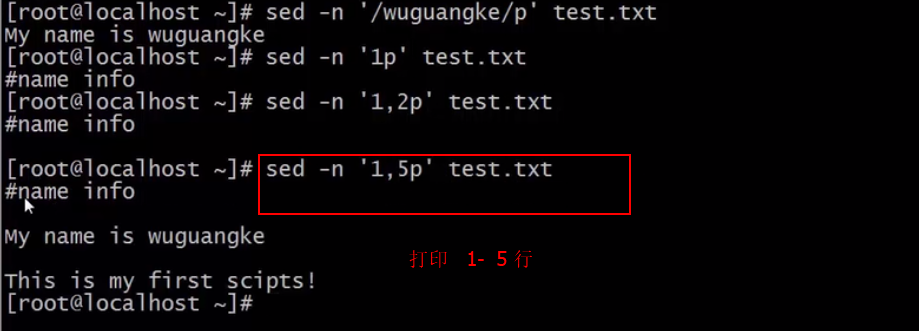 [root@localhost ~]# sed -n '/wuguangke/p' test.txt
My name is wuguangke
[root@localhost ~]# sed -n '1p' test.txt
#name info
[root@localhost ~]# sed -n '1,2p' test.txt
#name info
[root@localhost ~]# sed -n '1,5p' test.txt
#name info
My name is wuguangke
打印 1- 5 行
This is my first scipts!
[root@localhost ~]#